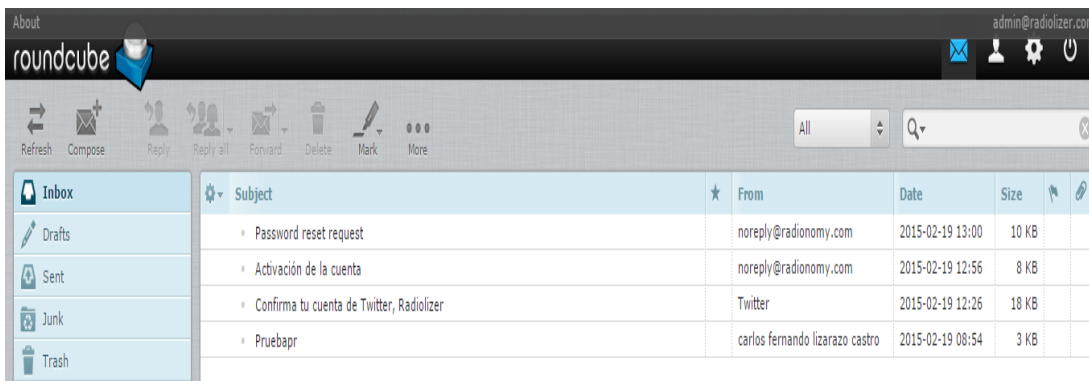 About admin@radiolizer.com
roundcube
All
Refresh Compose Reply Reply all Forward Delete Mark More
Inbox Subject From Date Size
Drafts Password reset request noreply@radionomy.com 2015-02-19 13:00 10 KB
Sent Activación de la cuenta noreply@radionomy.com 2015-02-19 12:56 8 KB
Junk Confirma tu cuenta de Twitter, Radiolizer Twitter 2015-02-19 12:26 18 KB
Trash Pruebapr carlos fernando lizarazo castro 2015-02-19 08:54 3 KB